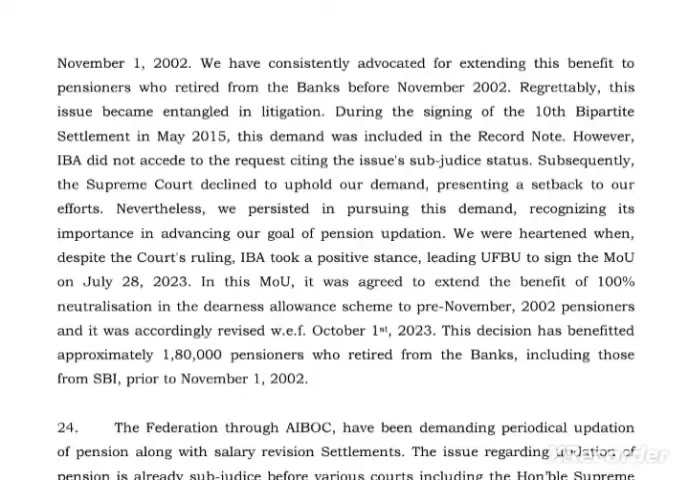 November 1, 2002. We have consistently advocated for extending this benefit to
pensioners who retired from the Banks before November 2002. Regrettably, this
issue became entangled in litigation. During the signing of the 10th Bipartite
Settlement in May 2015, this demand was included in the Record Note. However,
IBA did not accede to the request citing the issue's sub-judice status. Subsequently,
the Supreme Court declined to uphold our demand, presenting a setback to our
efforts. Nevertheless, we persisted in pursuing this demand, recognizing its
importance in advancing our goal of pension updation. We were heartened when,
despite the Court's ruling, IBA took a positive stance, leading UFBU to sign the MoU
on July 28, 2023. In this MoU, it was agreed to extend the benefit of 100%
neutralisation in the dearness allowance scheme to pre-November, 2002 pensioners
and it was accordingly revised w.e.f. October 1st, 2023. This decision has benefitted
approximately 1,80,000 pensioners who retired from the Banks, including those
from SBI, prior to November 1, 2002.
24. The Federation through AIBOC, have been demanding periodical updation
of pension along with salary revision Settlements. The issue regarding updation of
pension is already sub-judice before various courts including the Hon'ble Supreme